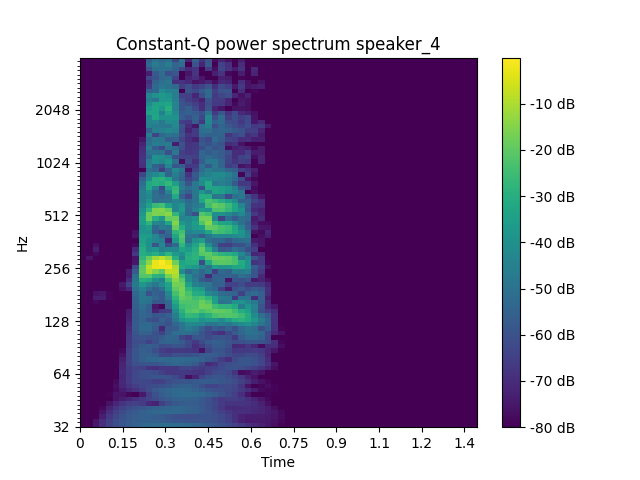 Constant-Q power spectrum speaker_4
Hz
2048
1024
512
256
128
64
32
0 0.15 0.3 0.45 0.6 0.75 0.9 1.1 1.2 1.4
Time
-10 dB
-20 dB
-30 dB
-40 dB
-50 dB
-60 dB
-70 dB
-80 dB